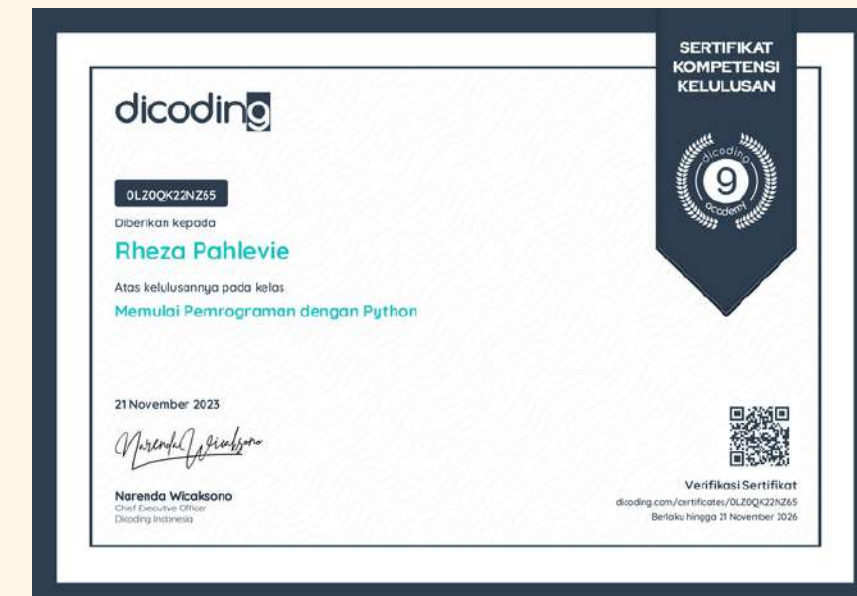 SERTIFIKAT
KOMPETENSI
KELULUSAN
dicoding
dicoding
9
academy
0LZ0QK22NZ65
Diberikan kepada
Rheza Pahlevie
Atas kelulusannya pada kelas
Memulai Pemrograman dengan Python
21 November 2023
Narenda Wicaksono
Narenda Wicaksono
Chief Executive Officer
Dicoding Indonesia
Verifikasi Sertifikat
dicoding.com/certificates/0LZ0QK22NZ65
Berlaku hingga 21 November 2026